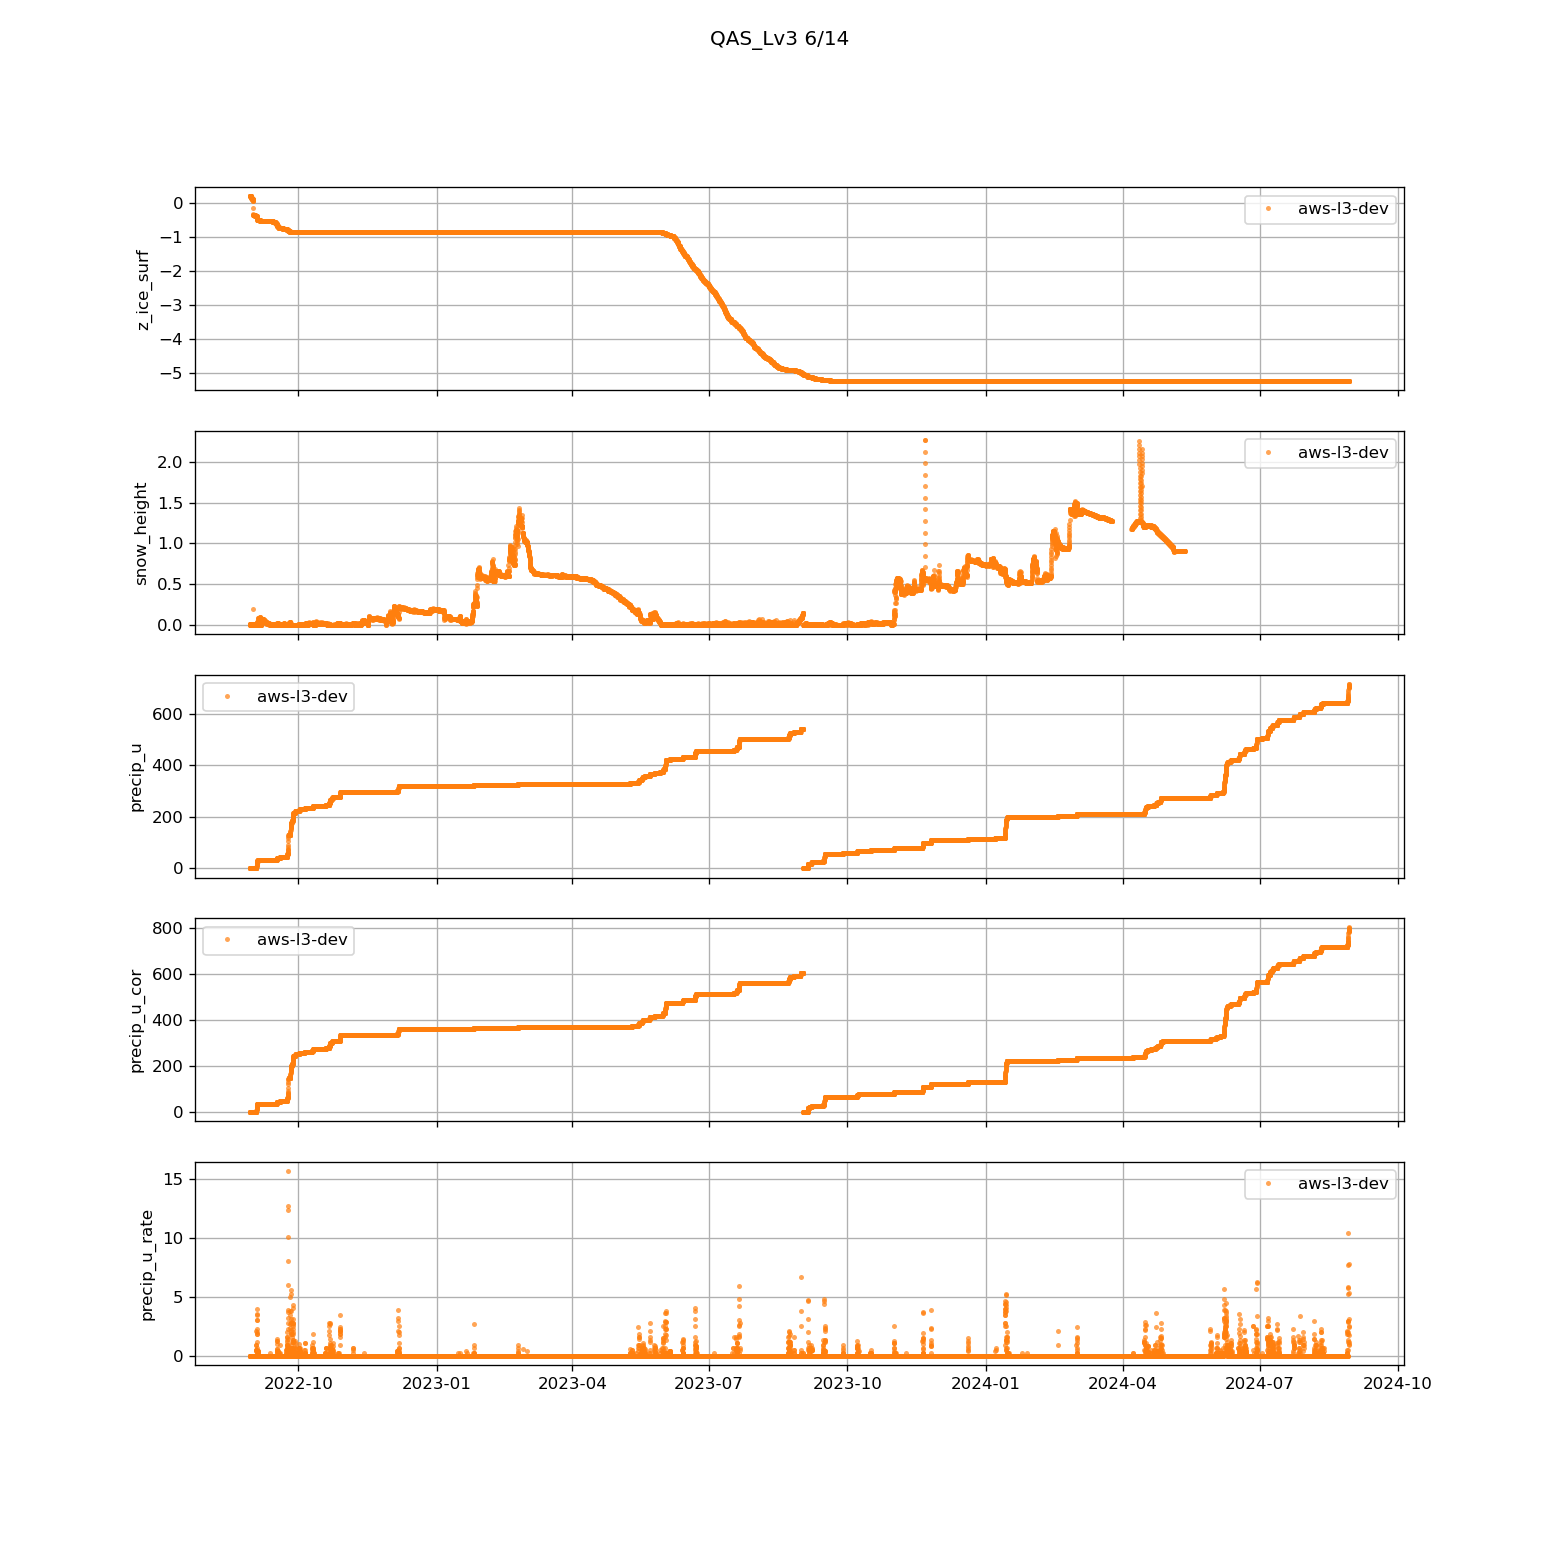 QAS_Lv3 6/14
z_ice_surf
0
−1
−2
−3
−4
−5
aws-l3-dev
snow_height
2.0
1.5
1.0
0.5
0.0
aws-l3-dev
precip_u
600
400
200
0
aws-l3-dev
precip_u_cor
800
600
400
200
0
aws-l3-dev
precip_u_rate
15
10
5
0
aws-l3-dev
2022-10 2023-01 2023-04 2023-07 2023-10 2024-01 2024-04 2024-07 2024-10